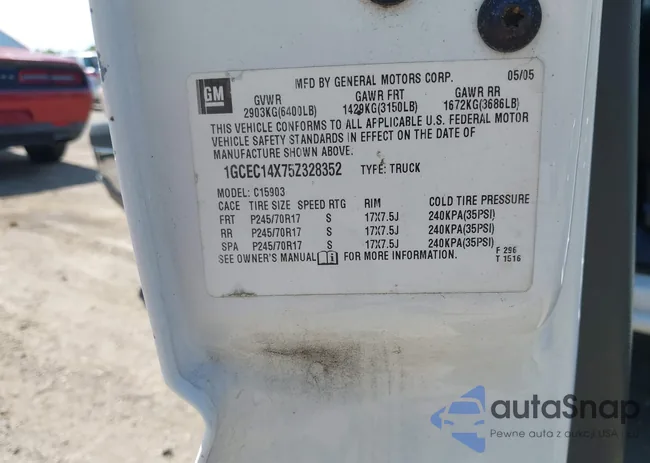 GM
MFD BY GENERAL MOTORS CORP. 05/05
GVWR GAWR FRT GAWR RR
2903KG(6400LB) 1429KG(3150LB) 1672KG(3686LB)
THIS VEHICLE CONFORMS TO ALL APPLICABLE U.S. FEDERAL MOTOR
VEHICLE SAFETY STANDARDS IN EFFECT ON THE DATE OF
MANUFACTURE SHOWN ABOVE.
1GCEC14X75Z328352 TYPE: TRUCK
MODEL: C15903
CACE TIRE SIZE SPEED RTG RIM COLD TIRE PRESSURE
FRT P245/70R17 S 17X7.5J 240KPA(35PSI)
RR P245/70R17 S 17X7.5J 240KPA(35PSI)
SPA P245/70R17 S 17X7.5J 240KPA(35PSI)
SEE OWNER'S MANUAL FOR MORE INFORMATION.
F 296
T 1516
autoSnap
Pewne auta z aukcji USA